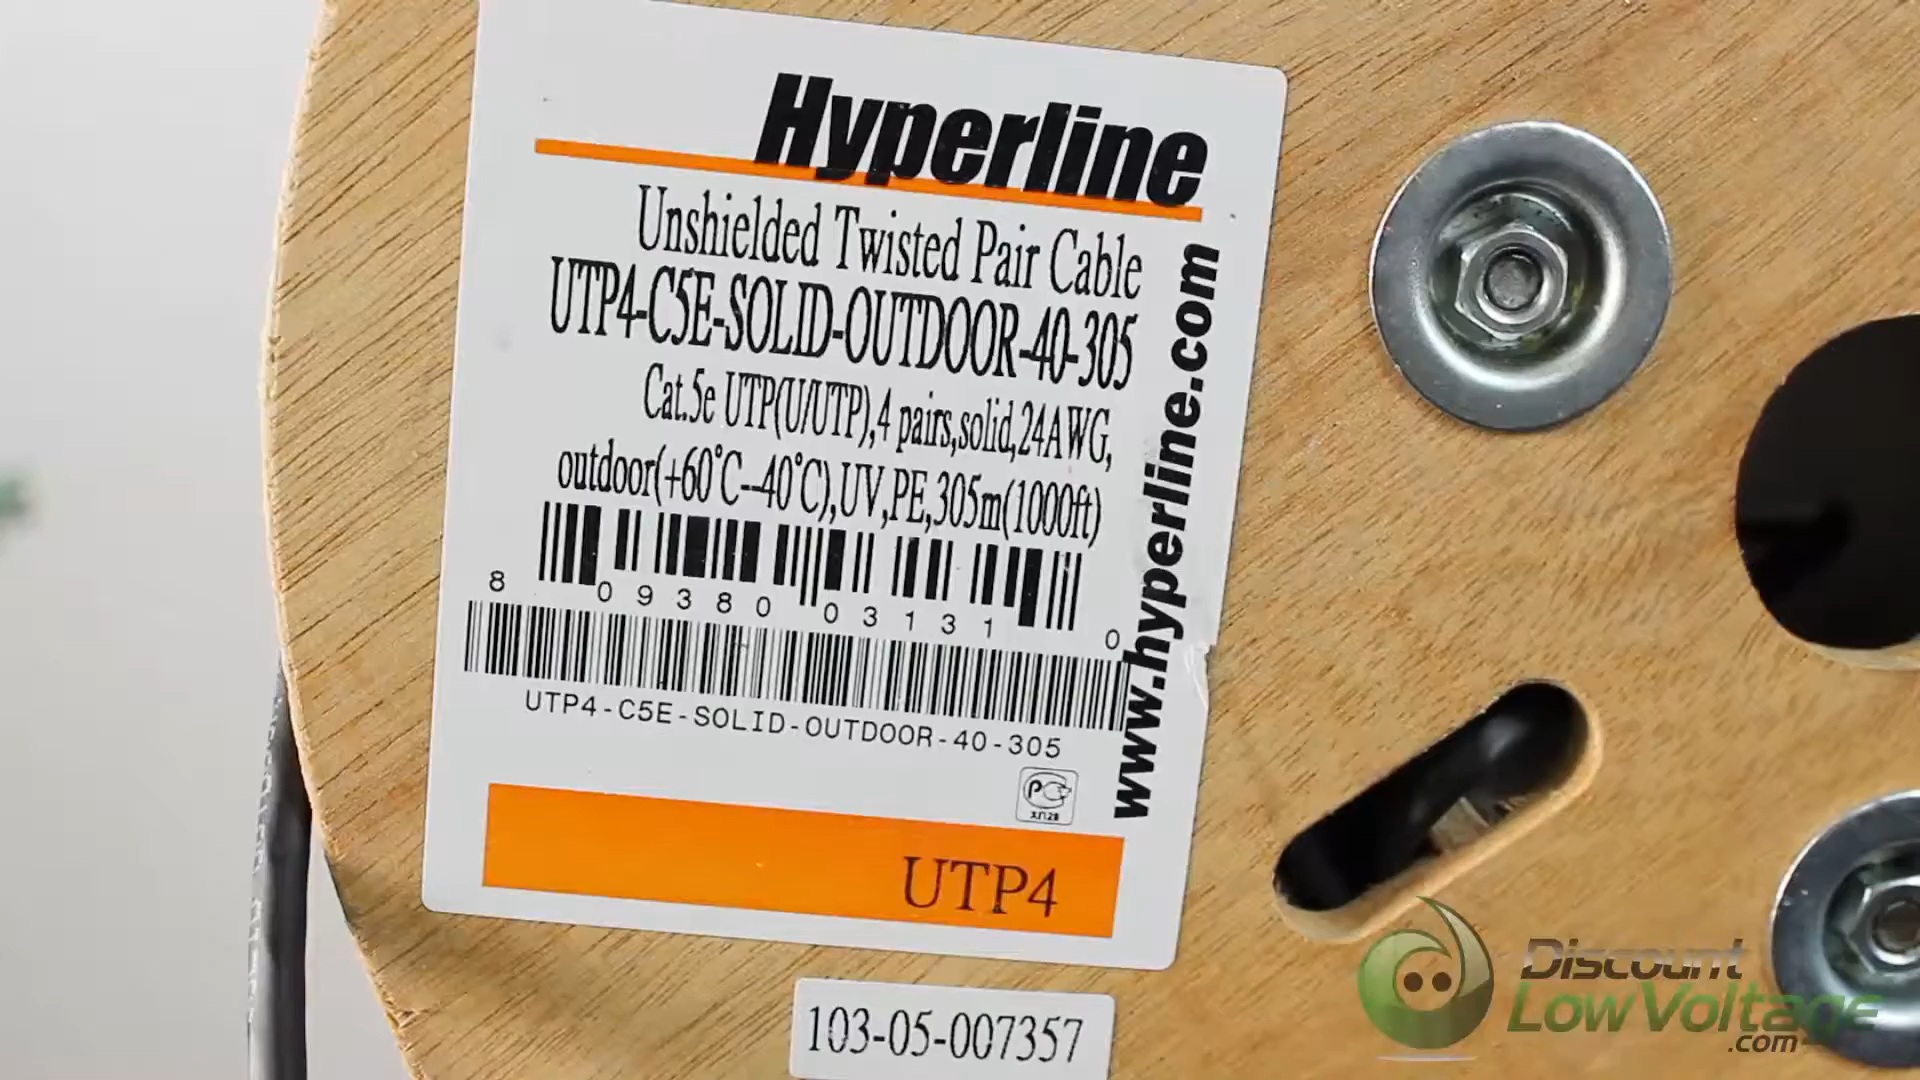 Hyperline
Unshielded Twisted Pair Cable
UTP4-C5E-SOLID-OUTDOOR-40-305
Cat.5e UTP(U/UTP),4 pairs,solid,24AWG,
outdoor(+60°C--40°C),UV,PE,305m(1000ft)
8 09380 03131 0
UTP4-C5E-SOLID-OUTDOOR-40-305
www.hyperline.com
UTP4
103-05-007357
Discount
LowVoltage
.com